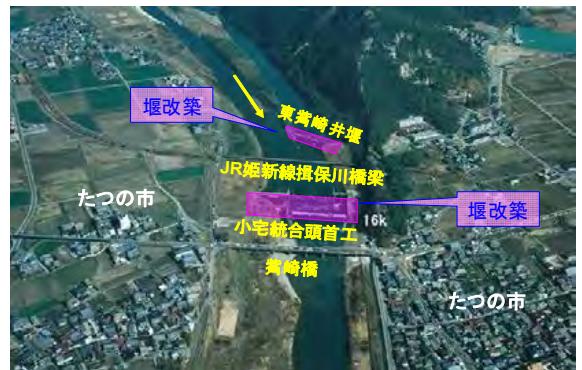 堰改築
東觜崎井堰
JR姫新線揖保川橋梁
たつの市
堰改築
16k
小宅統合頭首工
觜崎橋
たつの市